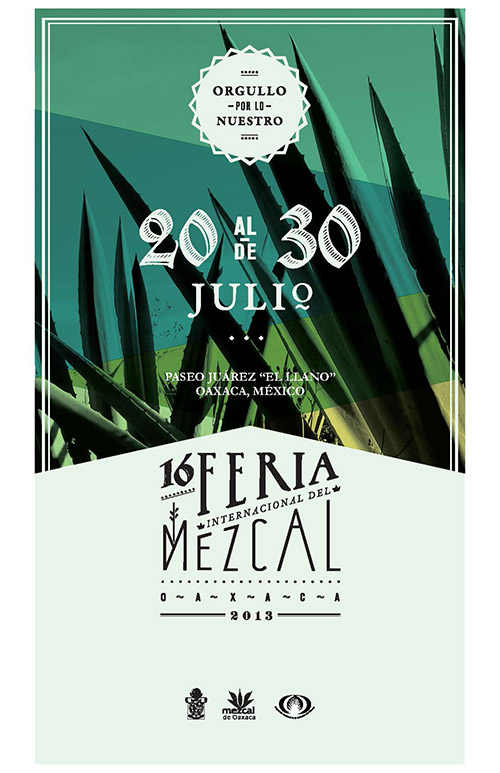 ORGULLO
POR LO
NUESTRO
20 AL DE 30
JULIO
PASEO JUÁREZ “EL LLANO”
OAXACA, MÉXICO
16 FERIA
INTERNACIONAL DEL
MEZCAL
O~A~X~A~C~A
2013
mezcal
de Oaxaca